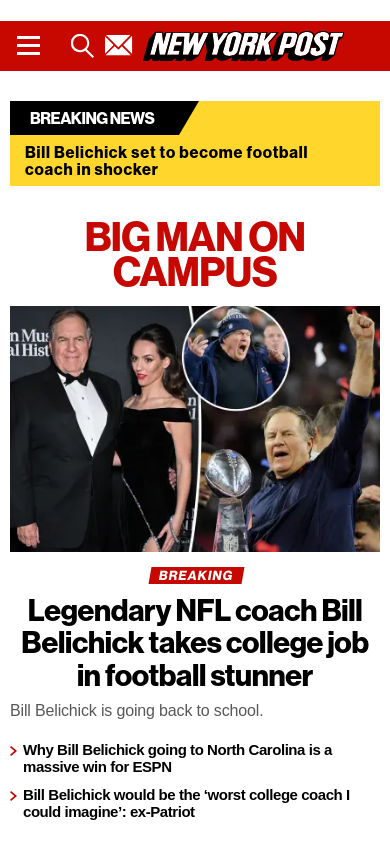 NEW YORK POST
BREAKING NEWS
Bill Belichick set to become football
coach in shocker
BIG MAN ON
CAMPUS
BREAKING
Legendary NFL coach Bill
Belichick takes college job
in football stunner
Bill Belichick is going back to school.
Why Bill Belichick going to North Carolina is a
massive win for ESPN
Bill Belichick would be the ‘worst college coach I
could imagine’: ex-Patriot